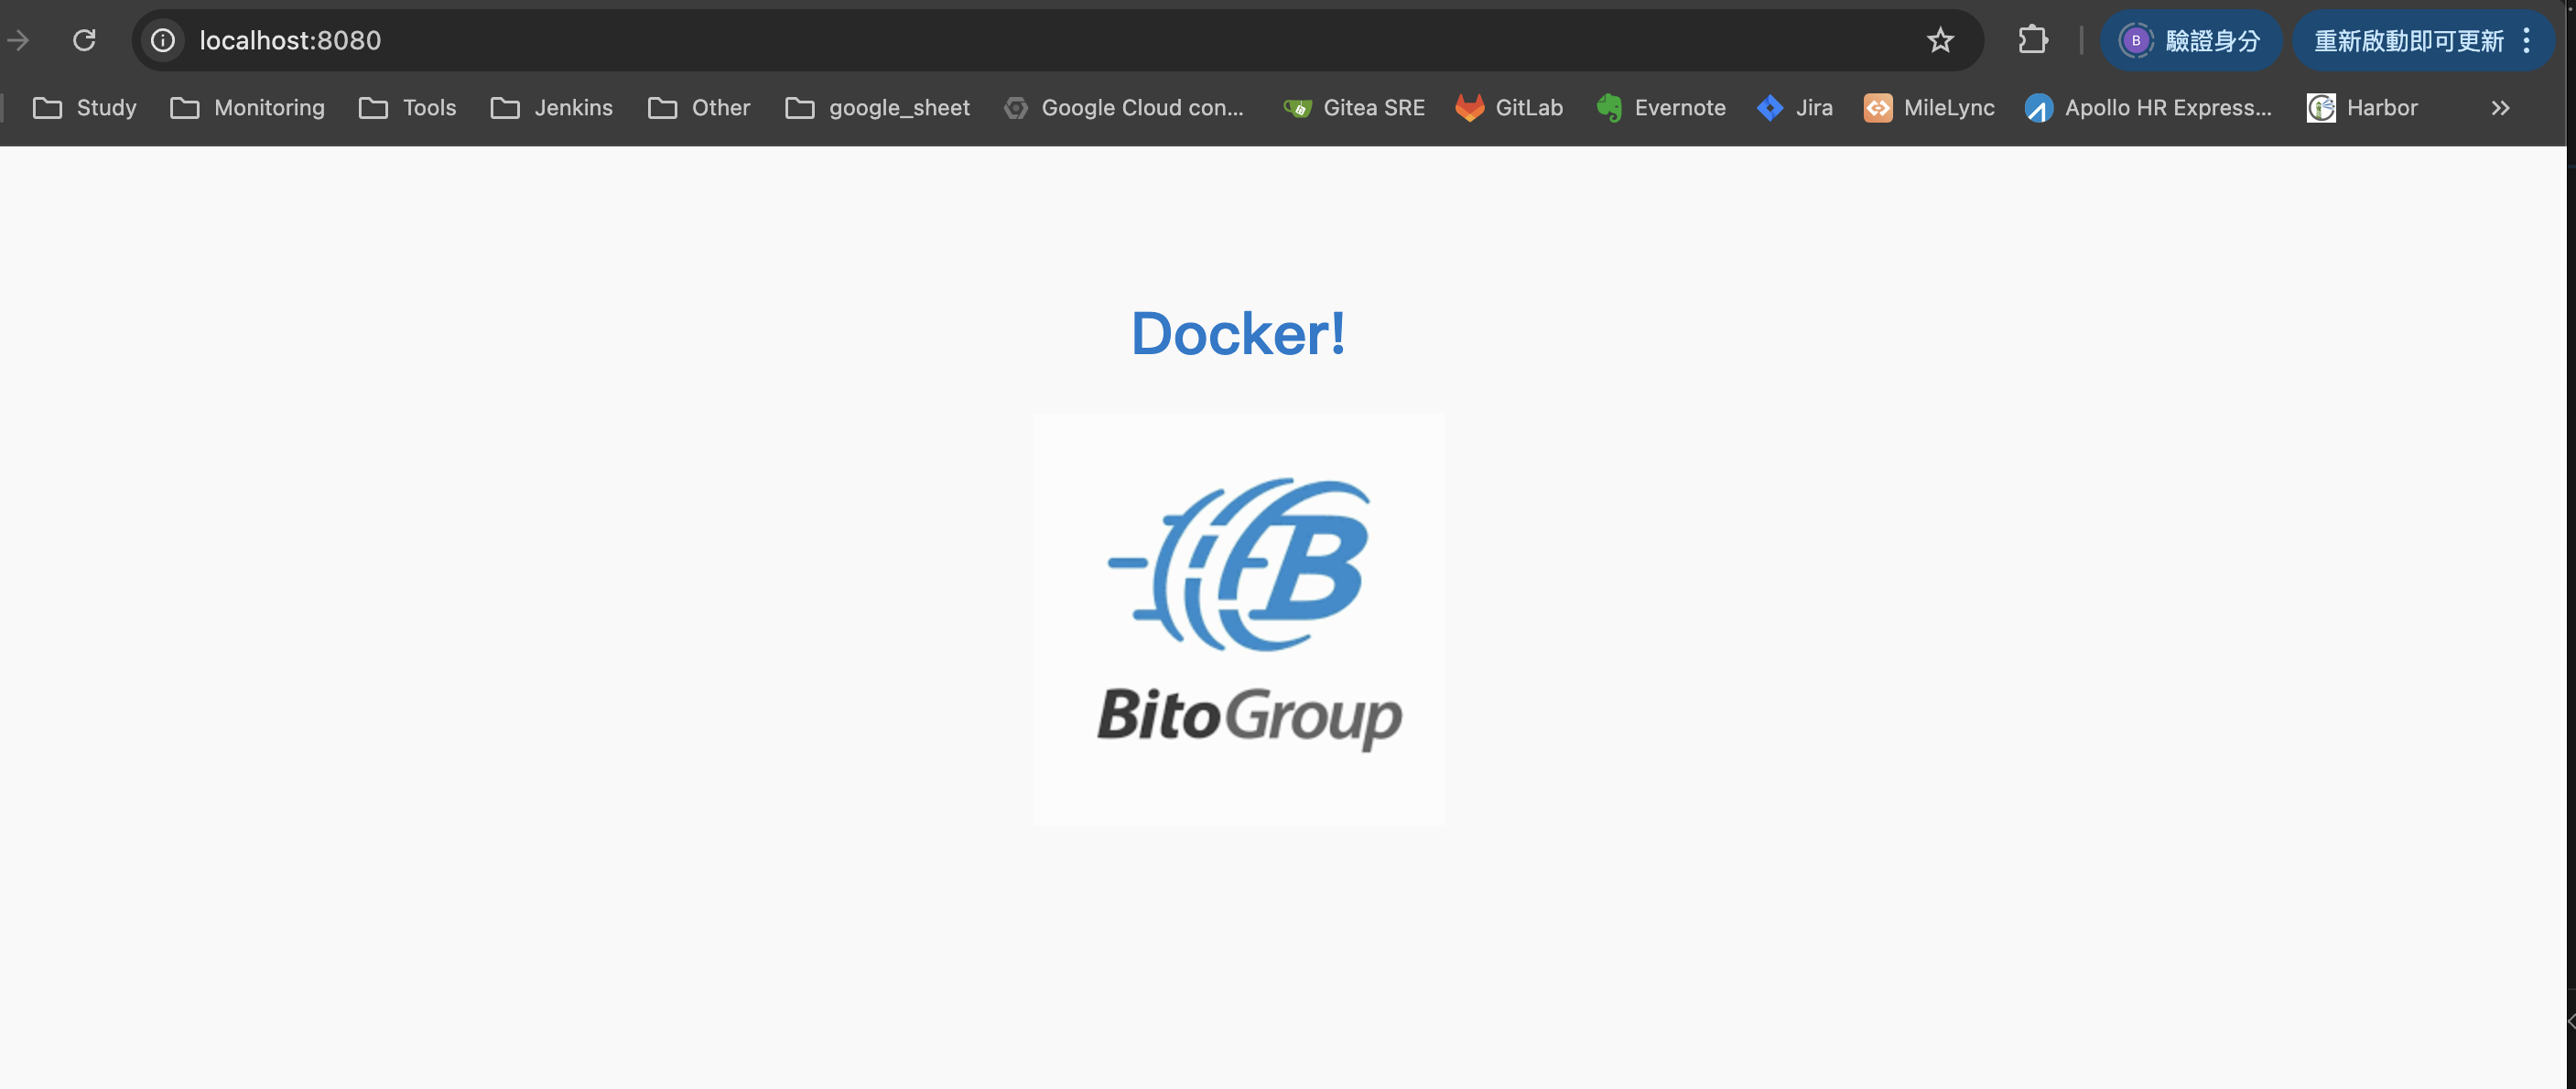 localhost:8080
B 驗證身分
重新啟動即可更新
Study
Monitoring
Tools
Jenkins
Other
google_sheet
Google Cloud con...
Gitea SRE
GitLab
Evernote
Jira
MileLync
Apollo HR Express...
Harbor
Docker!
B
BitoGroup